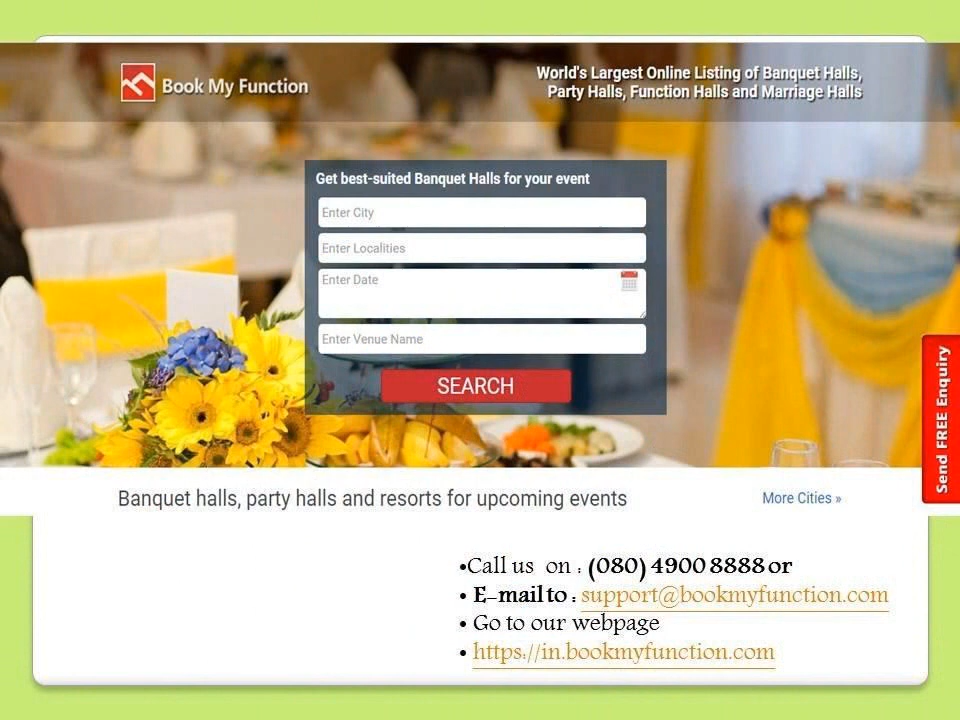 Book My Function
World's Largest Online Listing of Banquet Halls,
Party Halls, Function Halls and Marriage Halls
Get best-suited Banquet Halls for your event
Enter City
Enter Localities
Enter Date
Enter Venue Name
SEARCH
Send FREE Enquiry
Banquet halls, party halls and resorts for upcoming events
More Cities »
•Call us on : (080) 4900 8888 or
• E-mail to : support@bookmyfunction.com
• Go to our webpage
• https://in.bookmyfunction.com